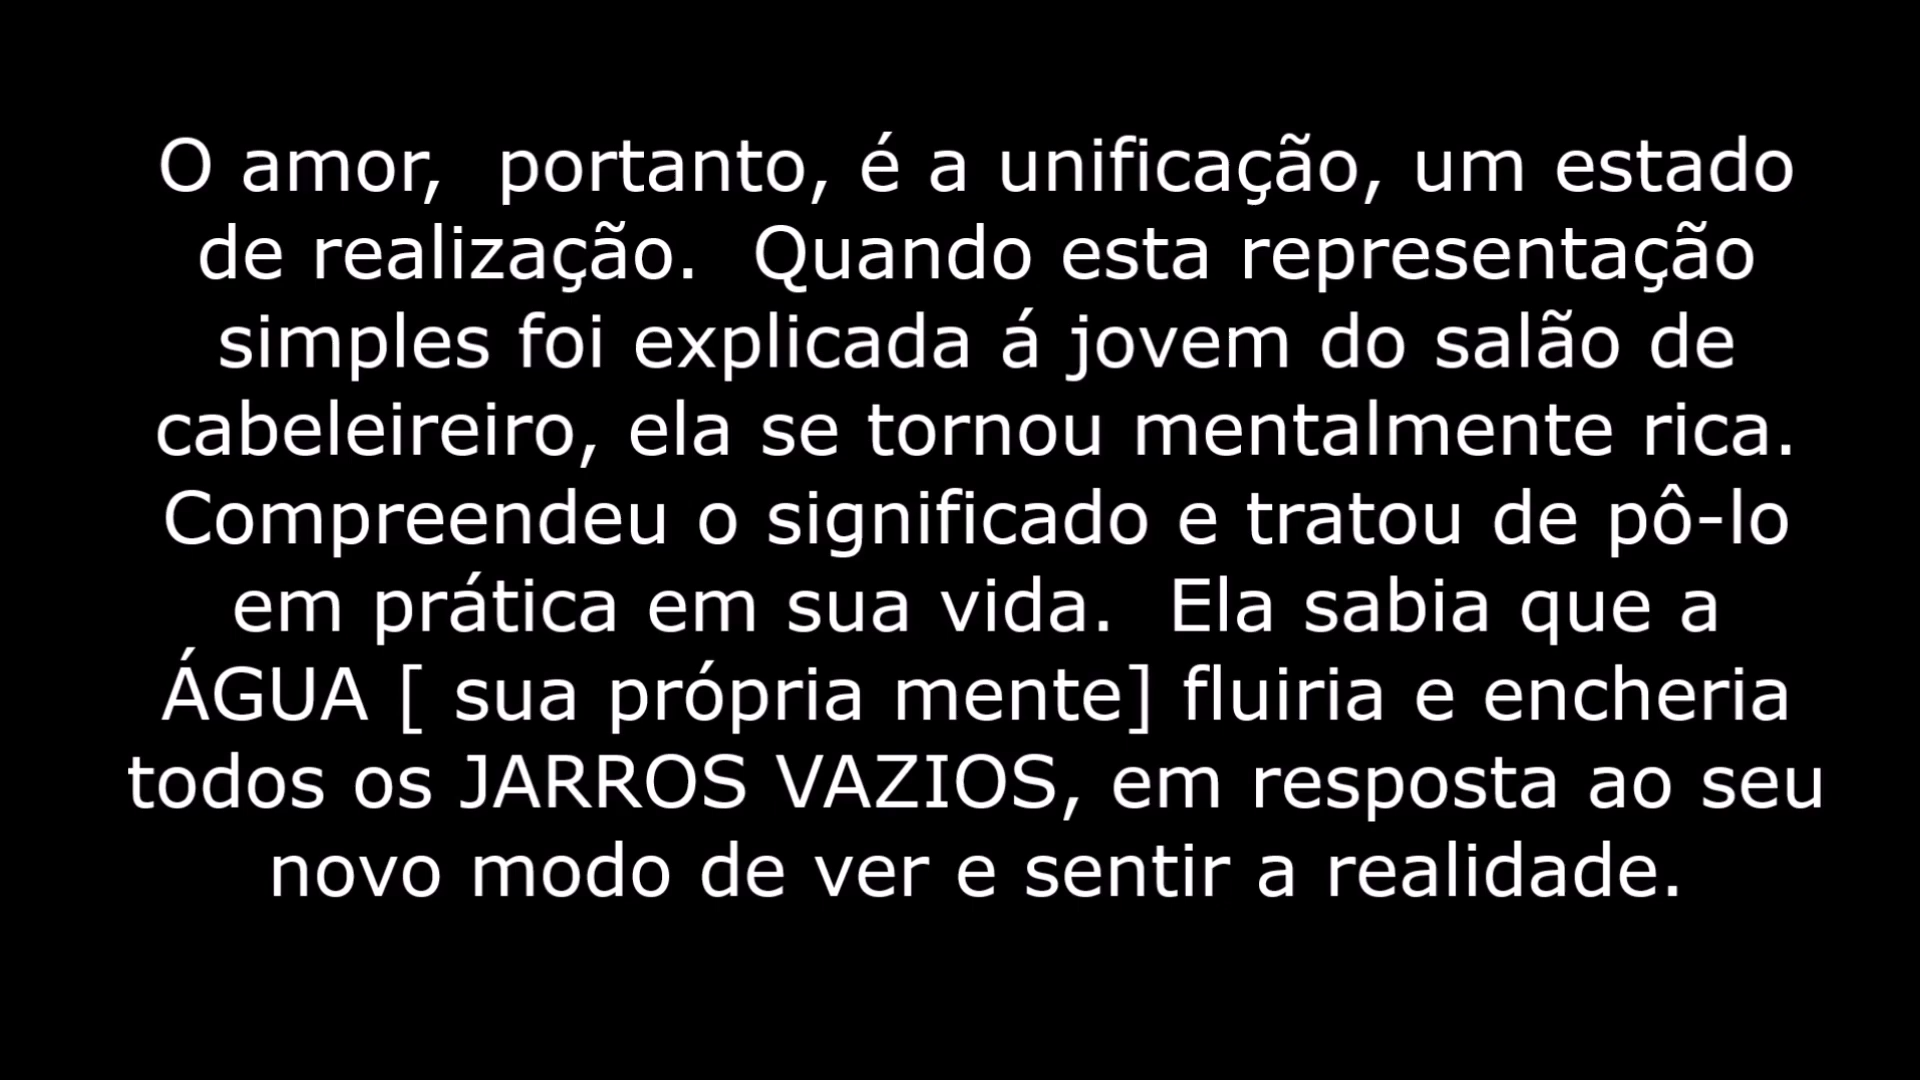 O amor,  portanto, é a unificação, um estado
de realização.  Quando esta representação
simples foi explicada á jovem do salão de
cabeleireiro, ela se tornou mentalmente rica.
Compreendeu o significado e tratou de pô-lo
em prática em sua vida.  Ela sabia que a
ÁGUA [ sua própria mente] fluiria e encheria
todos os JARROS VAZIOS, em resposta ao seu
novo modo de ver e sentir a realidade.